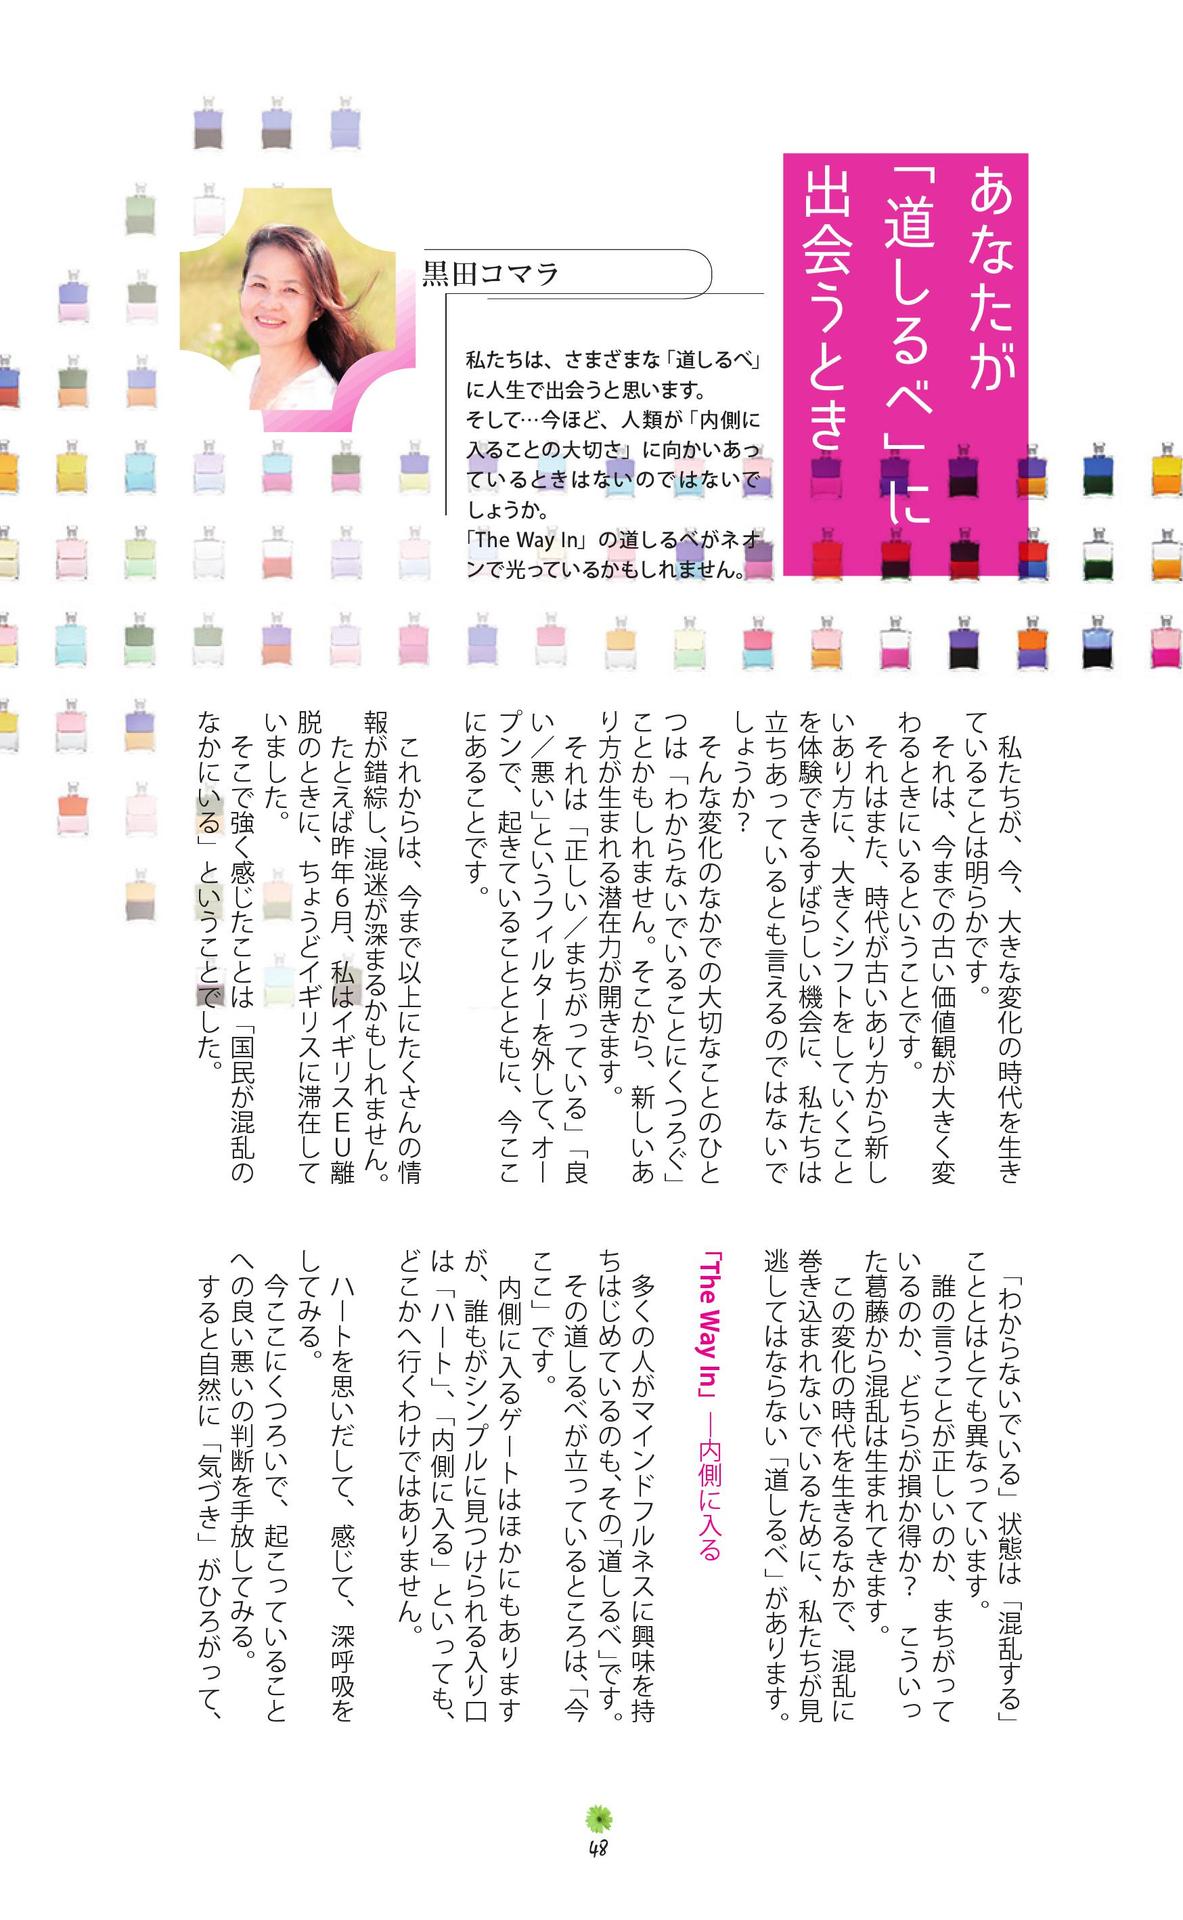 あなたが
「道しるべ」に
出会うとき
黒田コマラ
私たちは、さまざまな「道しるべ」
に人生で出会うと思います。
そして…今ほど、人類が「内側に
入ることの大切さ」に向かいあっ
ているときはないのではないで
しょうか。
「The Way In」の道しるべがネオ
ンで光っているかもしれません。
私たちが、今、大きな変化の時代を生き
ていることは明らかです。
それは、今までの古い価値観が大きく変
わるときにいるということです。
それはまた、時代が古いあり方から新し
いあり方に、大きくシフトをしていくこと
を体験できるすばらしい機会に、私たちは
立ちあっているとも言えるのではないで
しょうか？
そんな変化のなかでの大切なことのひと
つは「わからないでいることにくつろぐ」
ことかもしれません。そこから、新しいあ
り方が生まれる潜在力が開きます。
それは「正しい／まちがっている」「良
い／悪い」というフィルターを外して、オー
プンで、起きていることとともに、今ここ
にあることです。
これからは、今まで以上にたくさんの情
報が錯綜し、混迷が深まるかもしれません。
たとえば昨年６月、私はイギリスＥＵ離
脱のときに、ちょうどイギリスに滞在して
いました。
そこで強く感じたことは「国民が混乱の
なかにいる」ということでした。
「わからないでいる」状態は「混乱する」
こととはとても異なっています。
誰の言うことが正しいのか、まちがって
いるのか、どちらが損か得か？　こういっ
た葛藤から混乱は生まれてきます。
この変化の時代を生きるなかで、混乱に
巻き込まれないでいるために、私たちが見
逃してはならない「道しるべ」があります。
「The Way In」―内側に入る
多くの人がマインドフルネスに興味を持
ちはじめているのも、その「道しるべ」です。
その道しるべが立っているところは、「今
ここ」です。
内側に入るゲートはほかにもあります
が、誰もがシンプルに見つけられる入り口
は「ハート」、「内側に入る」といっても、
どこかへ行くわけではありません。
ハートを思いだして、感じて、深呼吸を
してみる。
今ここにくつろいで、起こっていること
への良い悪いの判断を手放してみる。
すると自然に「気づき」がひろがって、
48